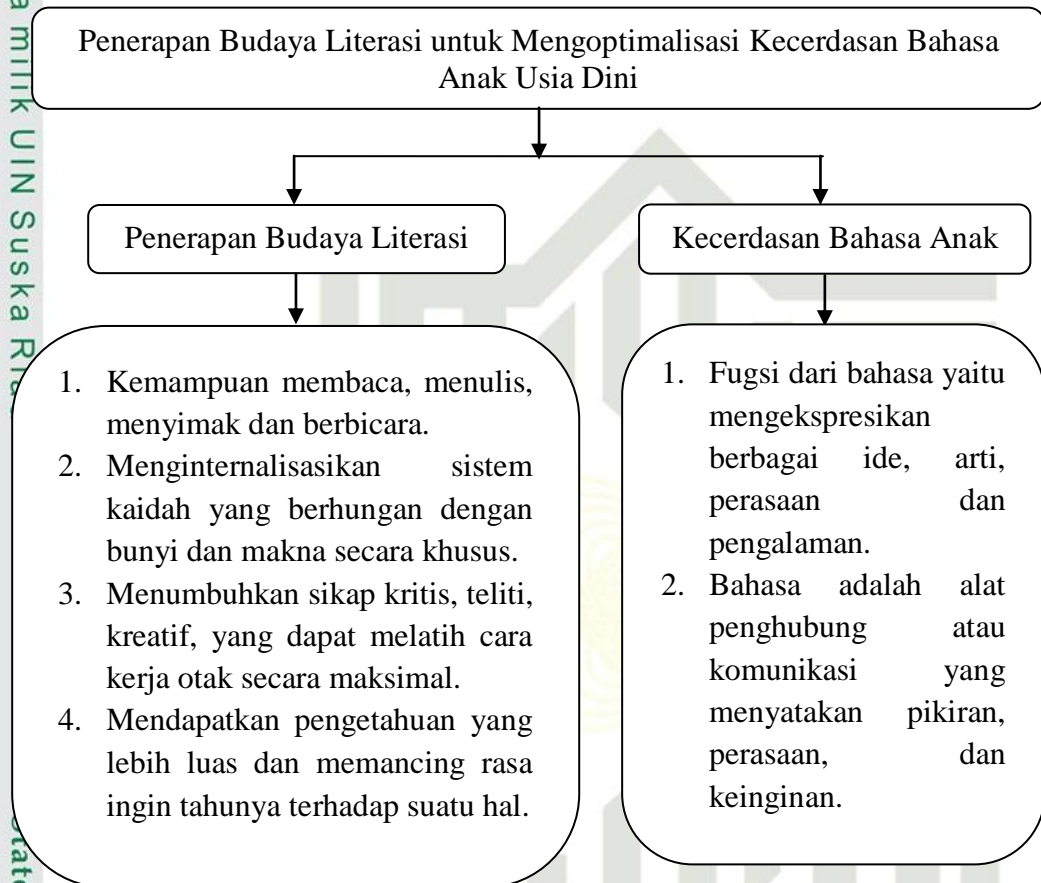 Penerapan Budaya Literasi untuk Mengoptimalisasi Kecerdasan Bahasa
Anak Usia Dini
Penerapan Budaya Literasi
Kecerdasan Bahasa Anak
1. Kemampuan membaca, menulis,
menyimak dan berbicara.
2. Menginternalisasikan sistem
kaidah yang berhungan dengan
bunyi dan makna secara khusus.
3. Menumbuhkan sikap kritis, teliti,
kreatif, yang dapat melatih cara
kerja otak secara maksimal.
4. Mendapatkan pengetahuan yang
lebih luas dan memancing rasa
ingin tahunya terhadap suatu hal.
1. Fugsi dari bahasa yaitu
mengekspresikan
berbagai ide, arti,
perasaan dan
pengalaman.
2. Bahasa adalah alat
penghubung atau
komunikasi yang
menyatakan pikiran,
perasaan, dan
keinginan.
milik UIN Suska